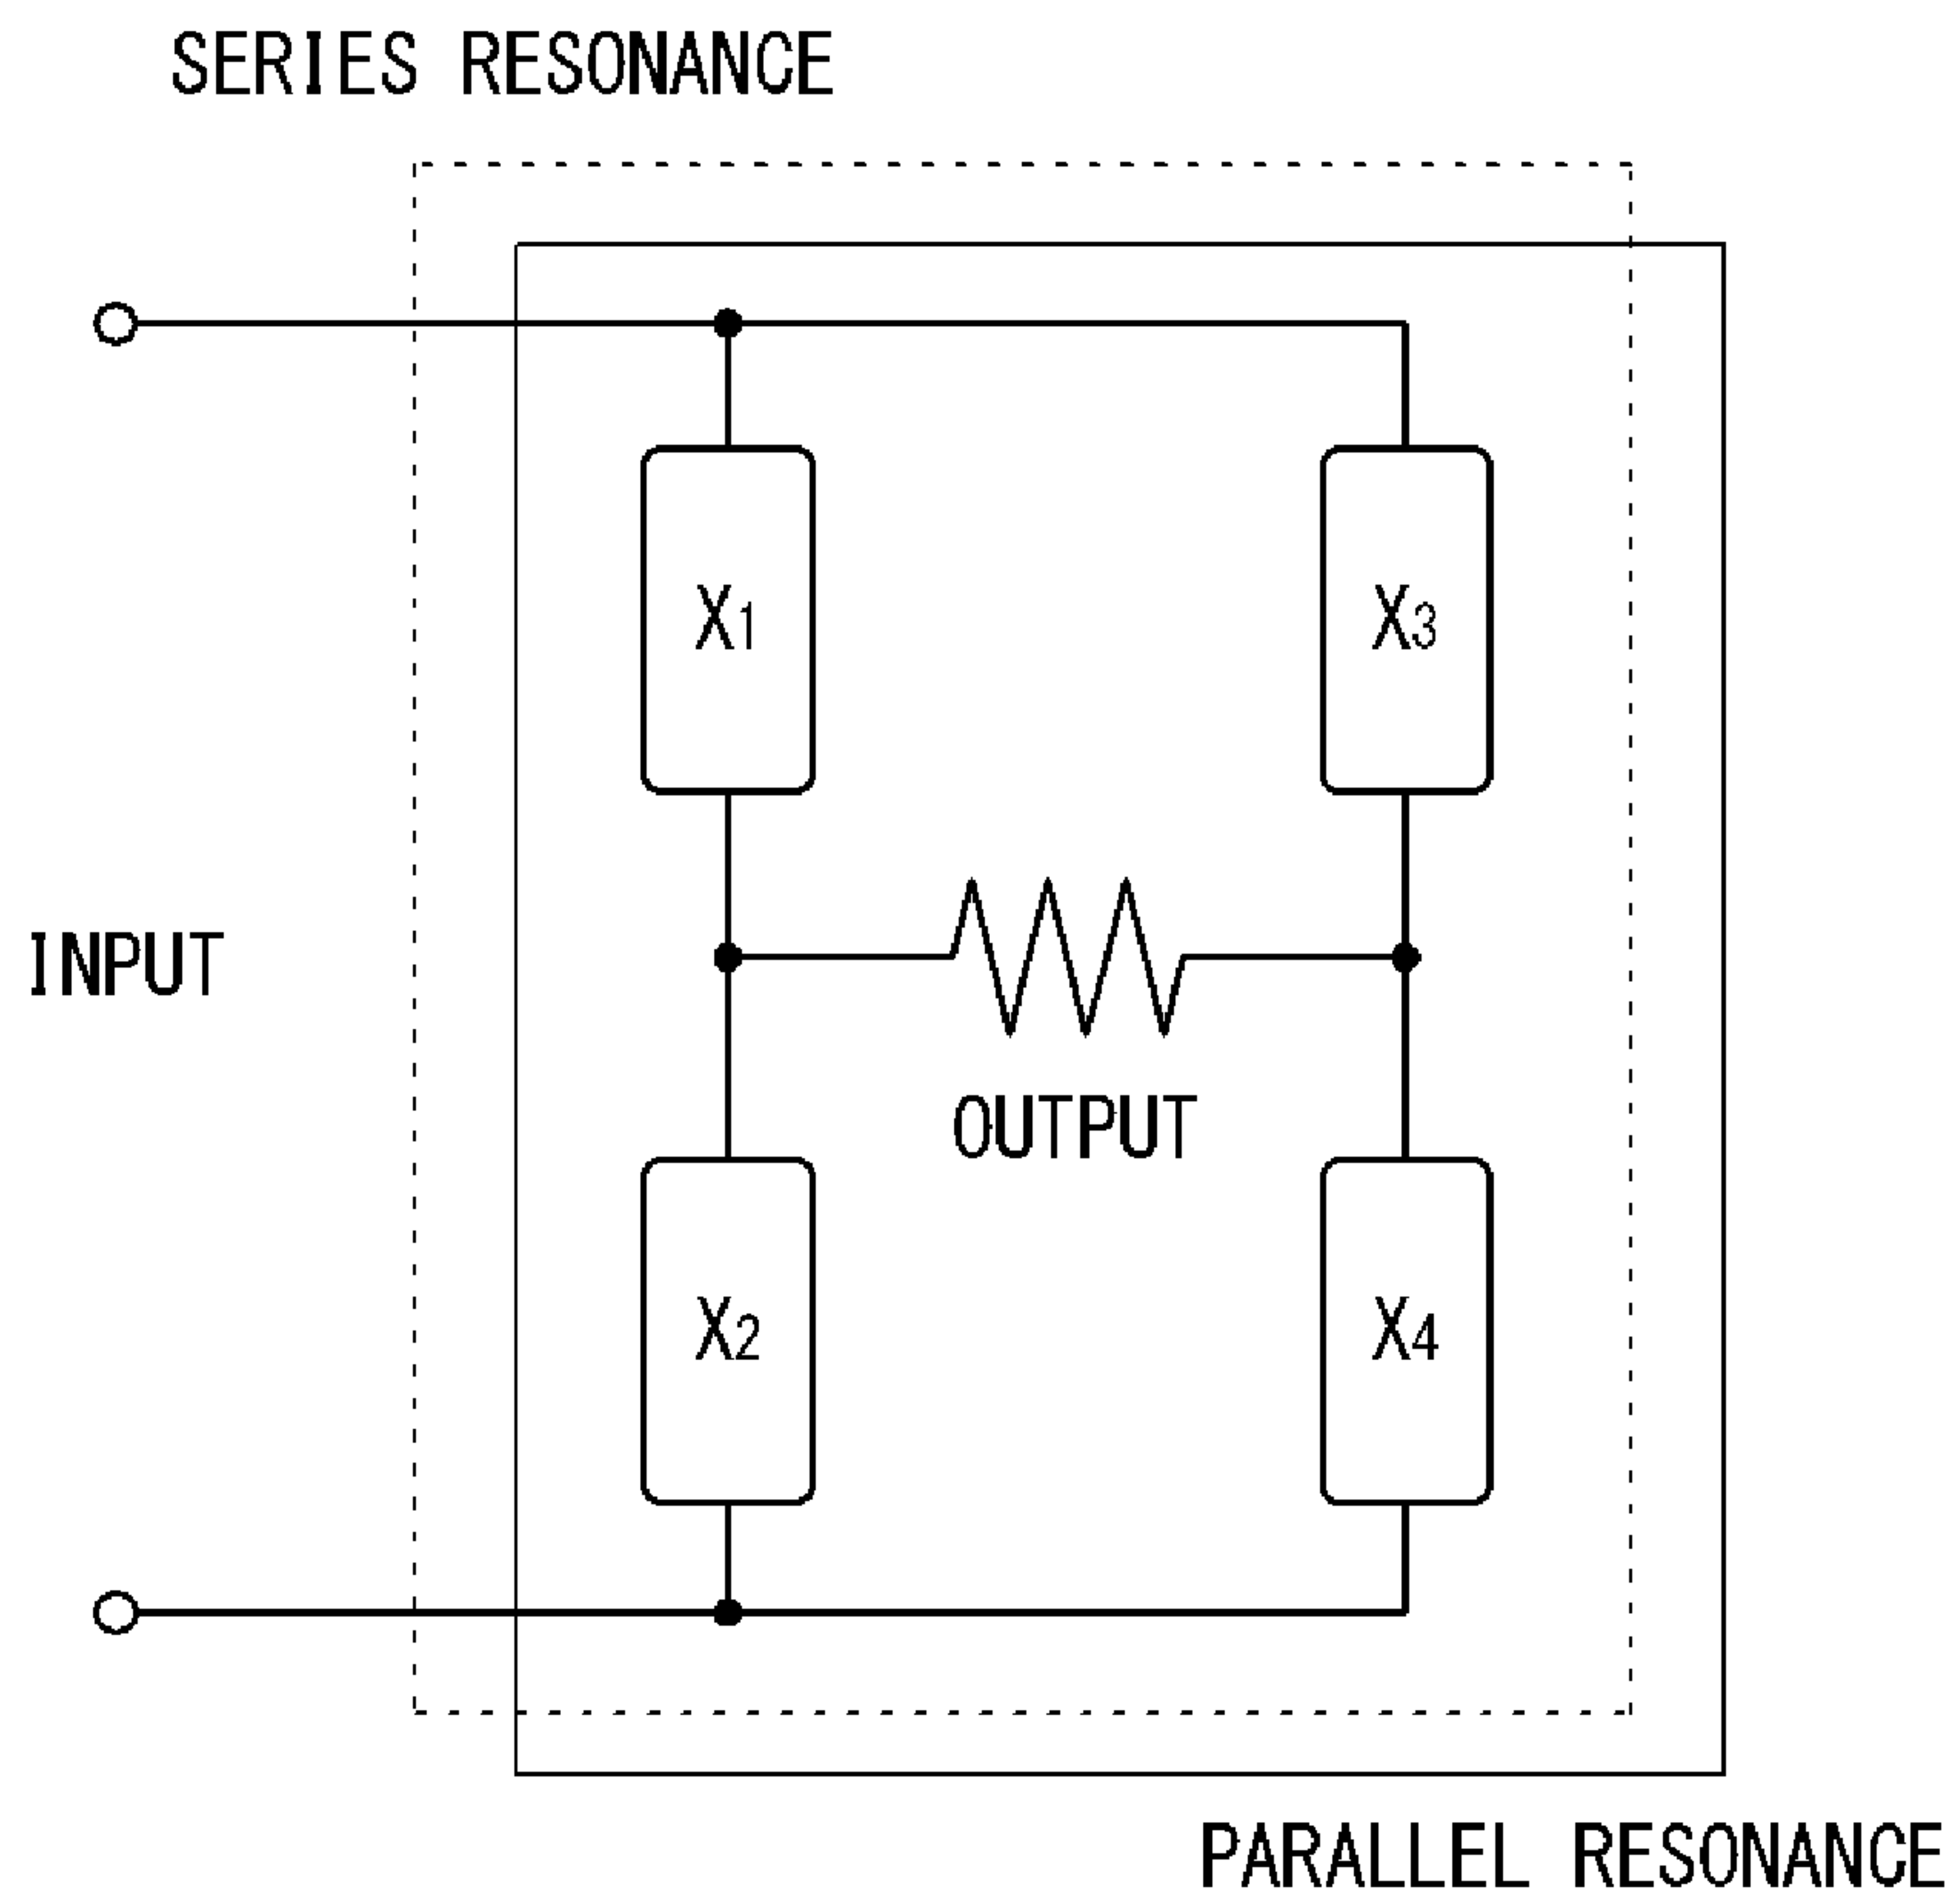 SERIES RESONANCE
X1
X3
INPUT
OUTPUT
X2
X4
PARALLEL RESONANCE